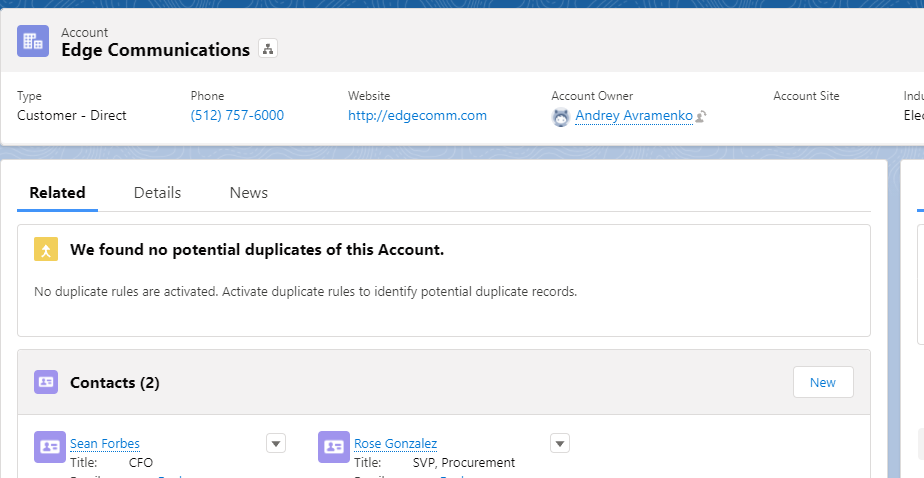 Account
Edge Communications
Type Phone Website Account Owner Account Site
Customer - Direct (512) 757-6000 http://edgecomm.com Andrey Avramenko
Related Details News
We found no potential duplicates of this Account.
No duplicate rules are activated. Activate duplicate rules to identify potential duplicate records.
Contacts (2) New
Sean Forbes Rose Gonzalez
Title: CFO Title: SVP, Procurement